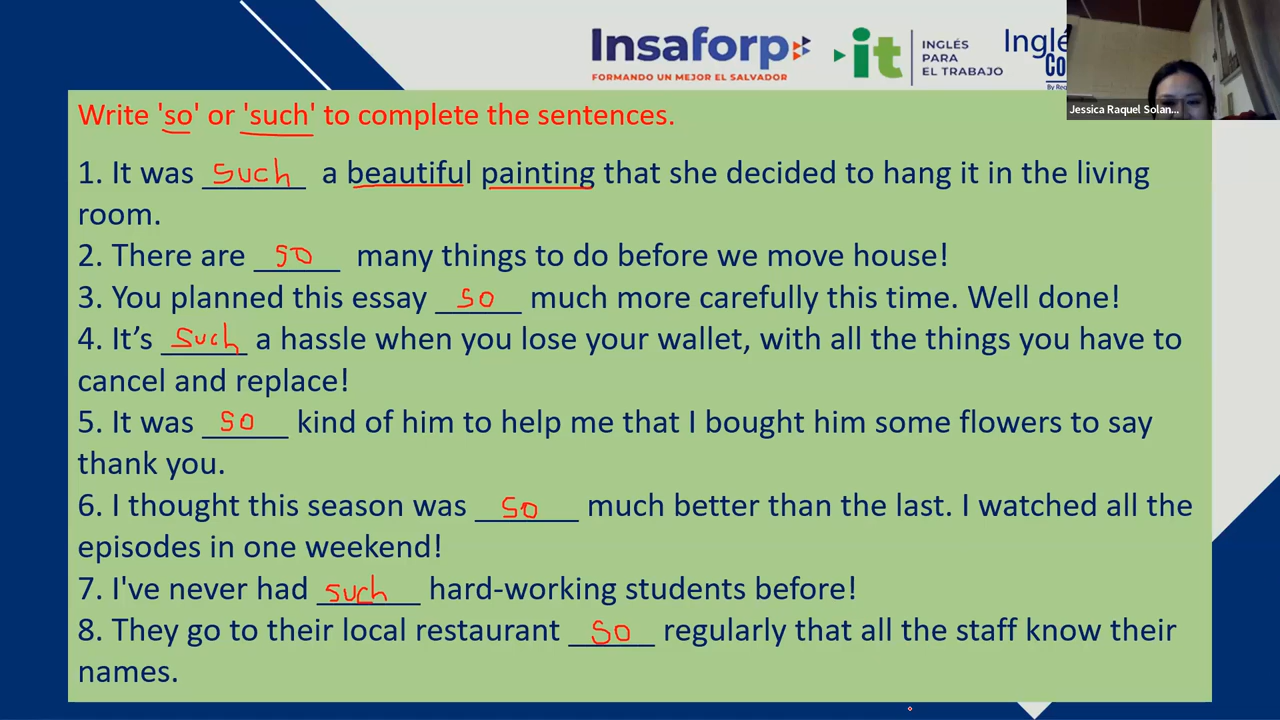 Insaforp
FORMANDO UN MEJOR EL SALVADOR
it
INGLÉS
PARA
EL TRABAJO
Jessica Raquel Solan...
Write 'so' or 'such' to complete the sentences.
1. It was such a beautiful painting that she decided to hang it in the living
room.
2. There are so many things to do before we move house!
3. You planned this essay so much more carefully this time. Well done!
4. It's such a hassle when you lose your wallet, with all the things you have to
cancel and replace!
5. It was so kind of him to help me that I bought him some flowers to say
thank you.
6. I thought this season was so much better than the last. I watched all the
episodes in one weekend!
7. I've never had such hard-working students before!
8. They go to their local restaurant so regularly that all the staff know their
names.